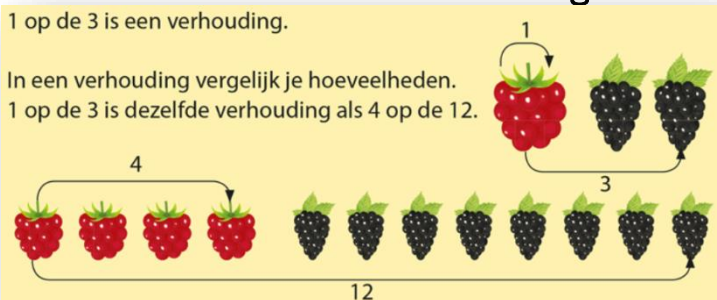 1 op de 3 is een verhouding.
1
In een verhouding vergelijk je hoeveelheden.
1 op de 3 is dezelfde verhouding als 4 op de 12.
4
3
12